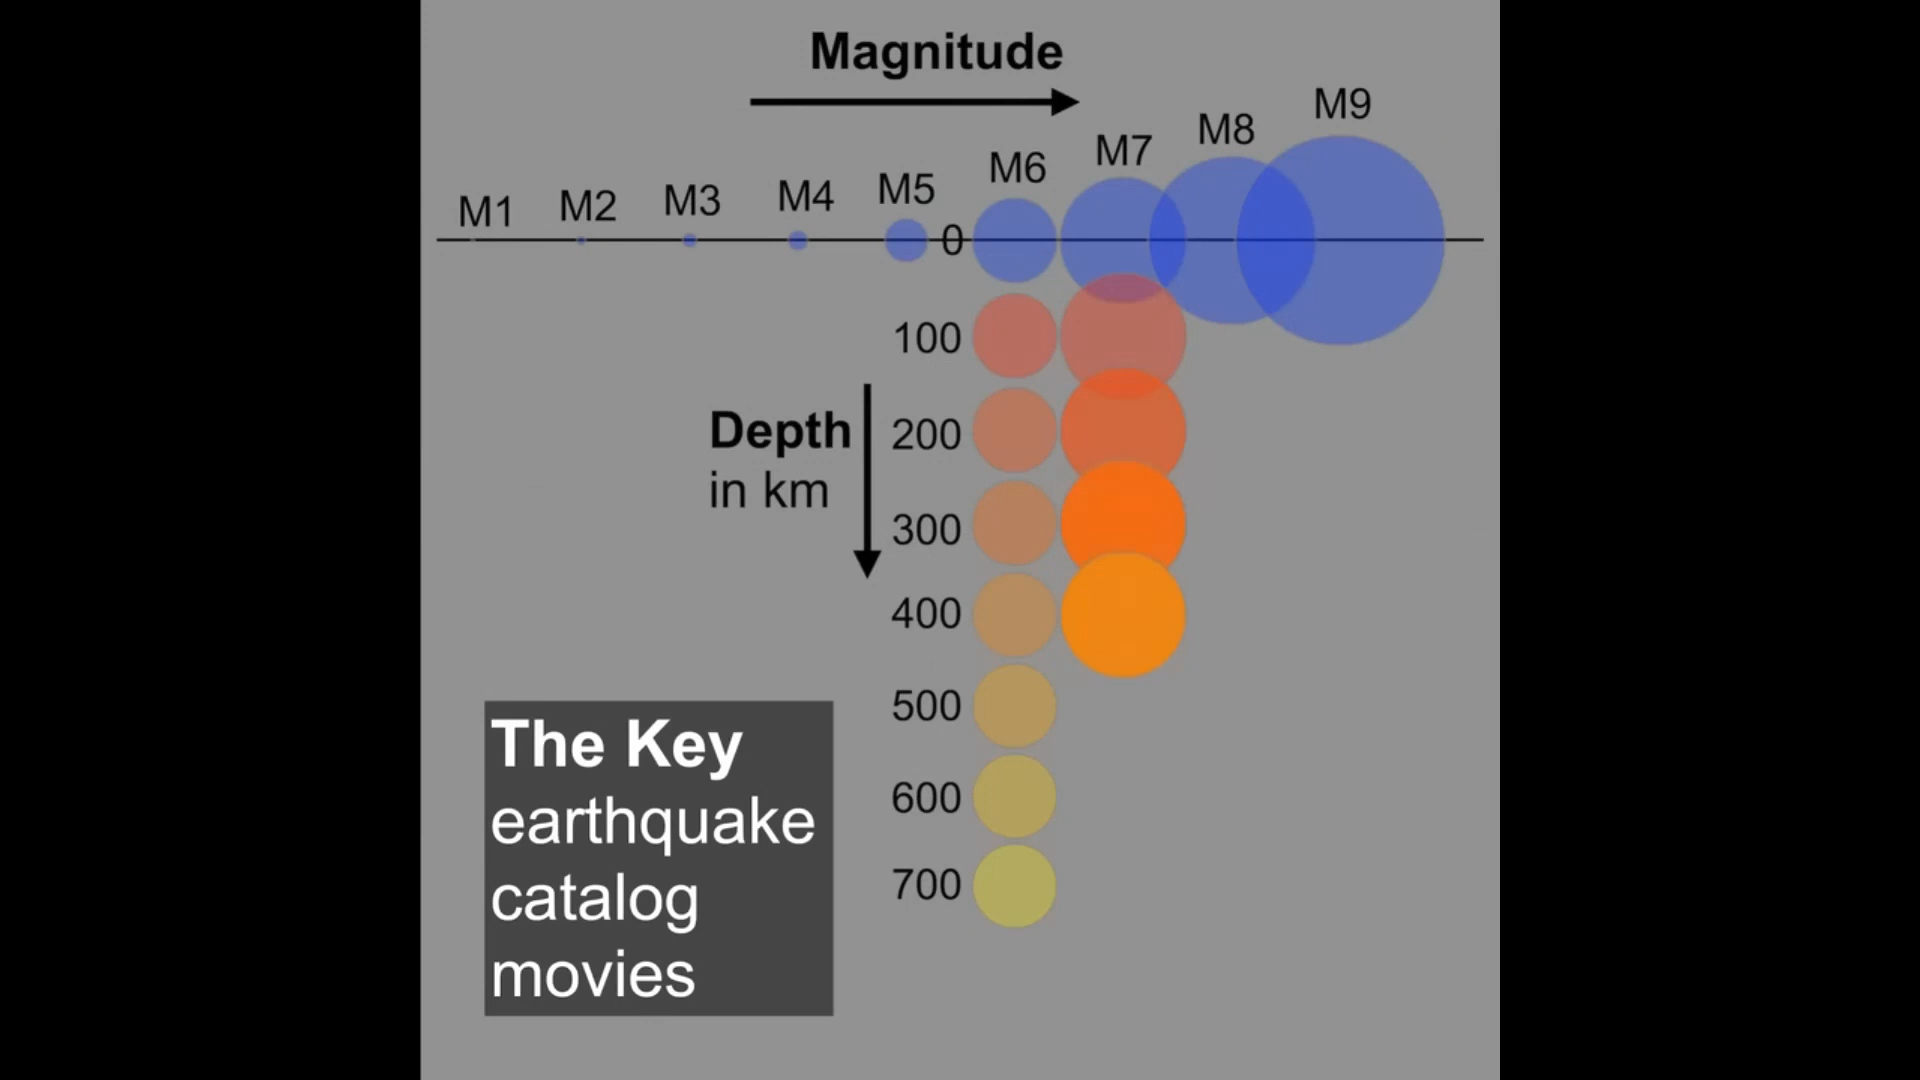 Magnitude
M1 M2 M3 M4 M5 M6 M7 M8 M9
0
100
200
300
400
500
600
700
Depth
in km
The Key
earthquake
catalog
movies